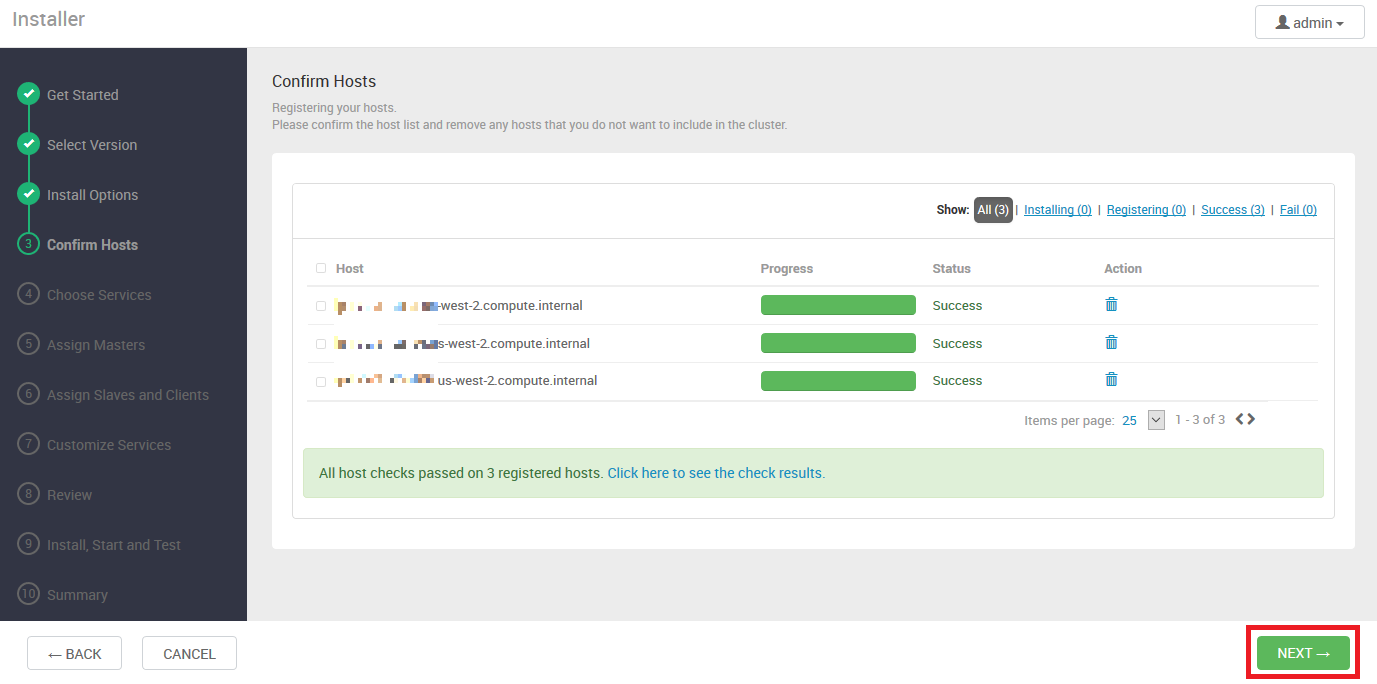 Installer
admin
Get Started
Select Version
Install Options
3 Confirm Hosts
4 Choose Services
5 Assign Masters
6 Assign Slaves and Clients
7 Customize Services
8 Review
9 Install, Start and Test
10 Summary
Confirm Hosts
Registering your hosts.
Please confirm the host list and remove any hosts that you do not want to include in the cluster.
Show: All (3) | Installing (0) | Registering (0) | Success (3) | Fail (0)
Host Progress Status Action
-west-2.compute.internal Success
s-west-2.compute.internal Success
us-west-2.compute.internal Success
Items per page: 25 1 - 3 of 3
All host checks passed on 3 registered hosts. Click here to see the check results.
← BACK CANCEL NEXT →